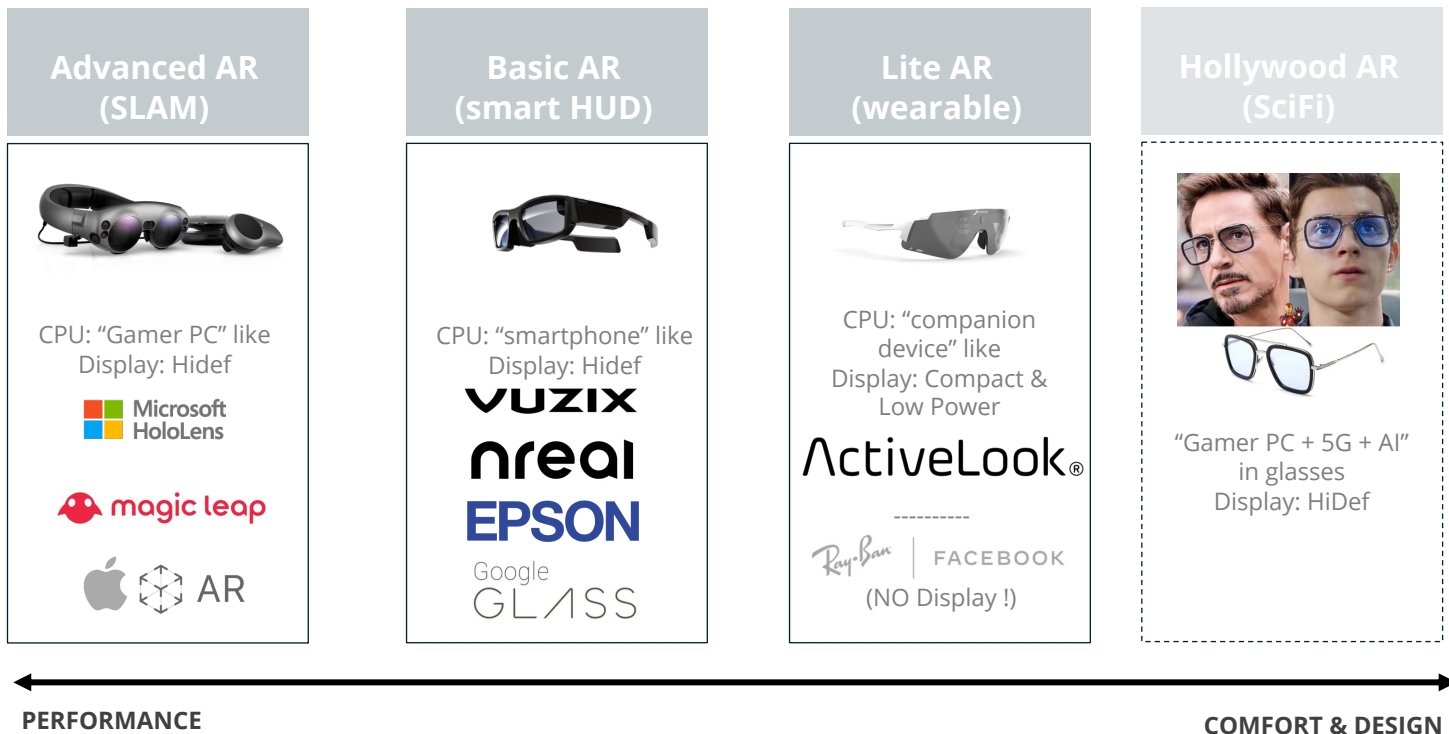 Advanced AR
(SLAM)
CPU: “Gamer PC” like
Display: Hidef
Microsoft
HoloLens
magic leap
AR
Basic AR
(smart HUD)
CPU: “smartphone” like
Display: Hidef
vuzix
nreal
EPSON
Google
GLASS
Lite AR
(wearable)
CPU: “companion
device” like
Display: Compact &
Low Power
ActiveLook®
----------
Ray-Ban | FACEBOOK
(NO Display !)
Hollywood AR
(SciFi)
“Gamer PC + 5G + AI”
in glasses
Display: HiDef
PERFORMANCE
COMFORT & DESIGN